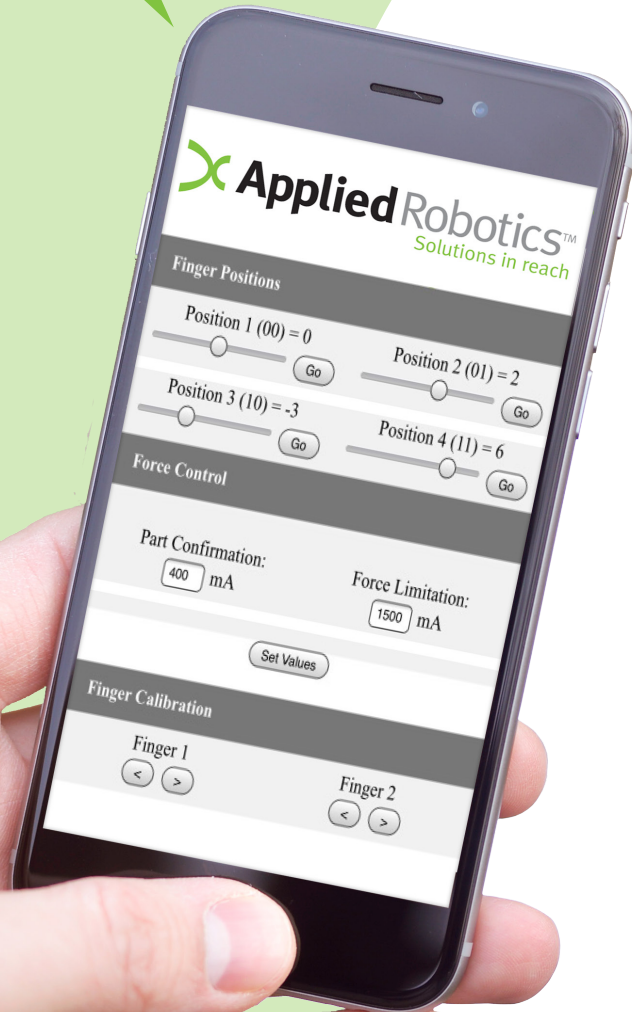 Applied Robotics™
Solutions in reach
Finger Positions
Position 1 (00) = 0
Go
Position 2 (01) = 2
Go
Position 3 (10) = -3
Go
Position 4 (11) = 6
Go
Force Control
Part Confirmation:
400 mA
Force Limitation:
1500 mA
Set Values
Finger Calibration
Finger 1
< >
Finger 2
< >